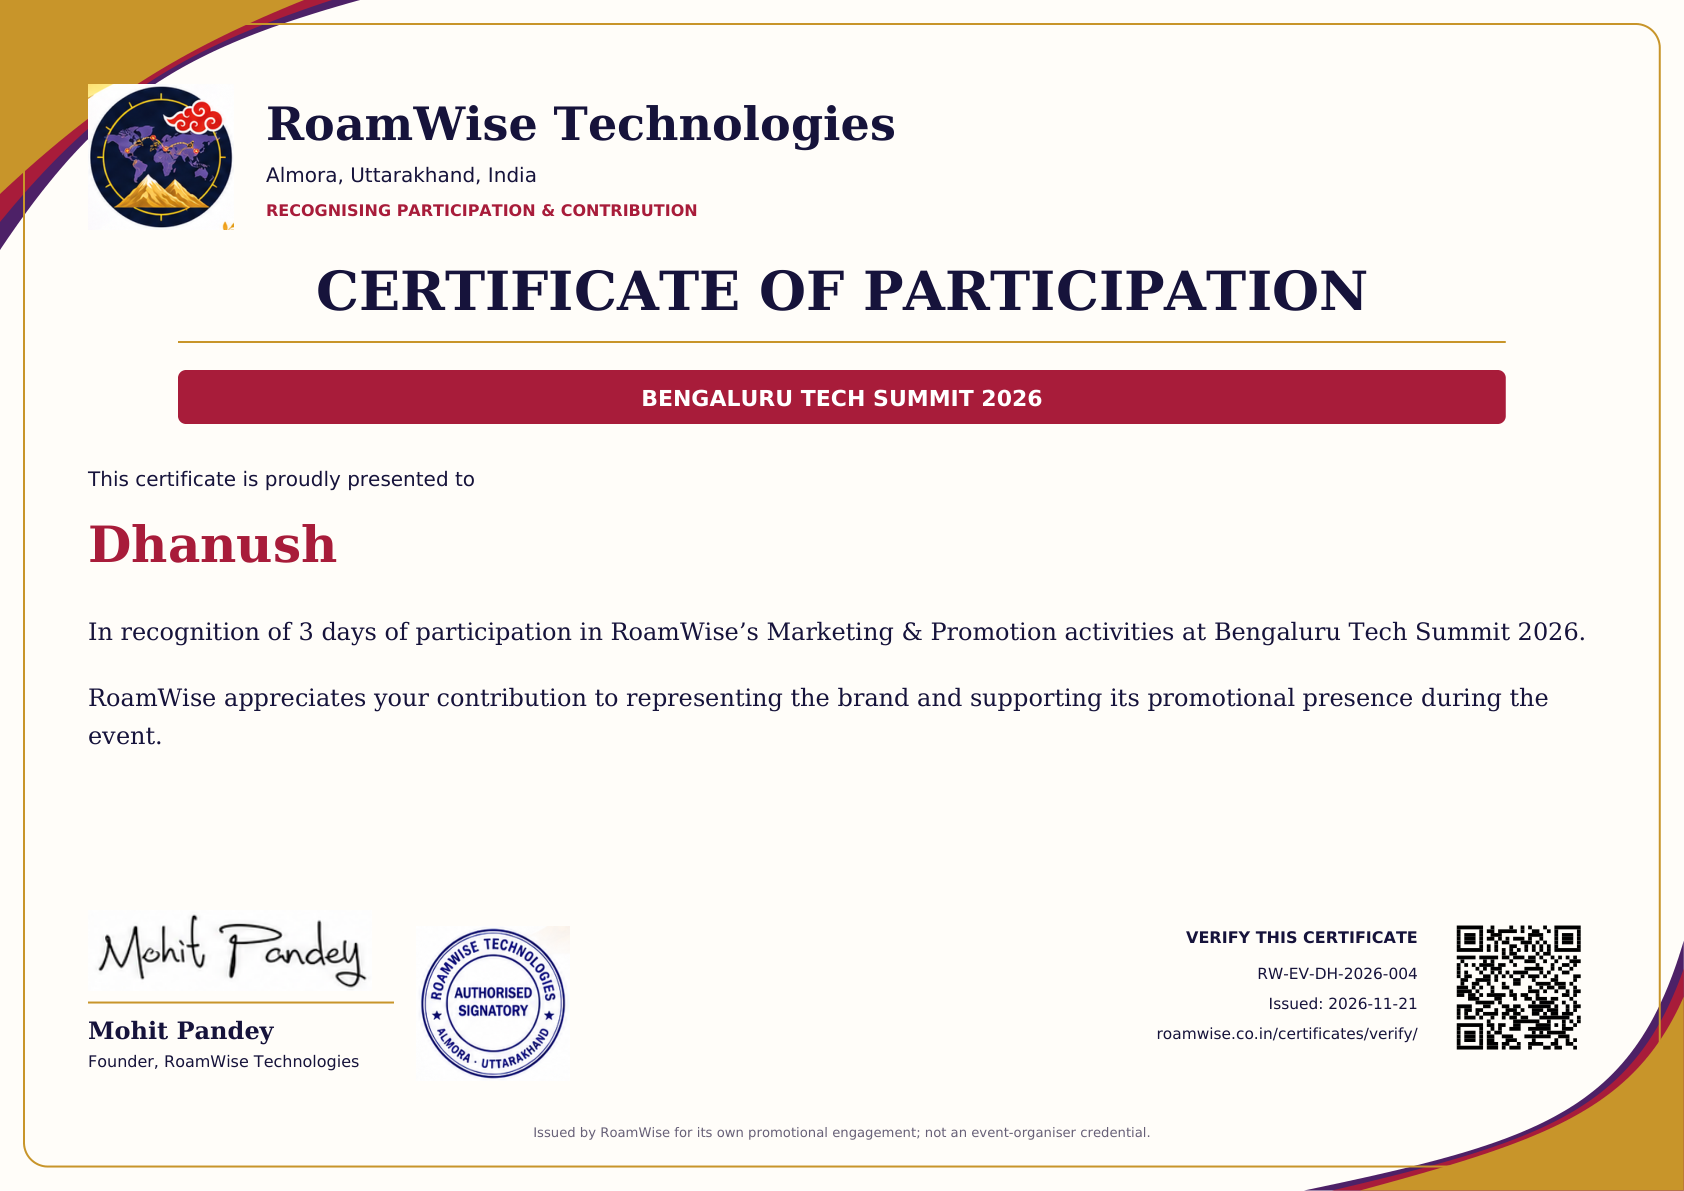 RoamWise Technologies
Almora, Uttarakhand, India
RECOGNISING PARTICIPATION & CONTRIBUTION
CERTIFICATE OF PARTICIPATION
BENGALURU TECH SUMMIT 2026
This certificate is proudly presented to
Dhanush
In recognition of 3 days of participation in RoamWise’s Marketing & Promotion activities at Bengaluru Tech Summit 2026.
RoamWise appreciates your contribution to representing the brand and supporting its promotional presence during the
event.
Mohit Pandey
Mohit Pandey
Founder, RoamWise Technologies
ROAMWISE TECHNOLOGIES
AUTHORISED
SIGNATORY
★ ALMORA · UTTARAKHAND ★
VERIFY THIS CERTIFICATE
RW-EV-DH-2026-004
Issued: 2026-11-21
roamwise.co.in/certificates/verify/
Issued by RoamWise for its own promotional engagement; not an event-organiser credential.